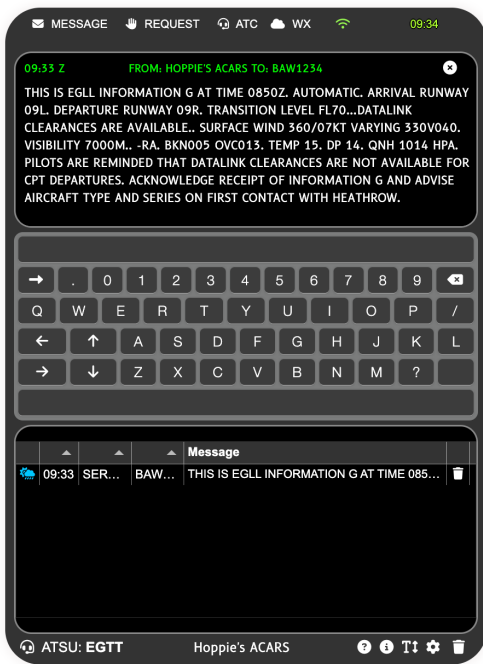 MESSAGE REQUEST ATC WX 09:34
09:33 Z FROM: HOPPIE'S ACARS TO: BAW1234
THIS IS EGLL INFORMATION G AT TIME 0850Z. AUTOMATIC. ARRIVAL RUNWAY
09L. DEPARTURE RUNWAY 09R. TRANSITION LEVEL FL70...DATALINK
CLEARANCES ARE AVAILABLE.. SURFACE WIND 360/07KT VARYING 330V040.
VISIBILITY 7000M.. -RA. BKN005 OVC013. TEMP 15. DP 14. QNH 1014 HPA.
PILOTS ARE REMINDED THAT DATALINK CLEARANCES ARE NOT AVAILABLE FOR
CPT DEPARTURES. ACKNOWLEDGE RECEIPT OF INFORMATION G AND ADVISE
AIRCRAFT TYPE AND SERIES ON FIRST CONTACT WITH HEATHROW.
. 0 1 2 3 4 5 6 7 8 9
Q W E R T Y U I O P /
A S D F G H J K L
Z X C V B N M ?
Message
09:33 SER... BAW... THIS IS EGLL INFORMATION G AT TIME 085...
ATSU: EGTT Hoppie's ACARS ? i T